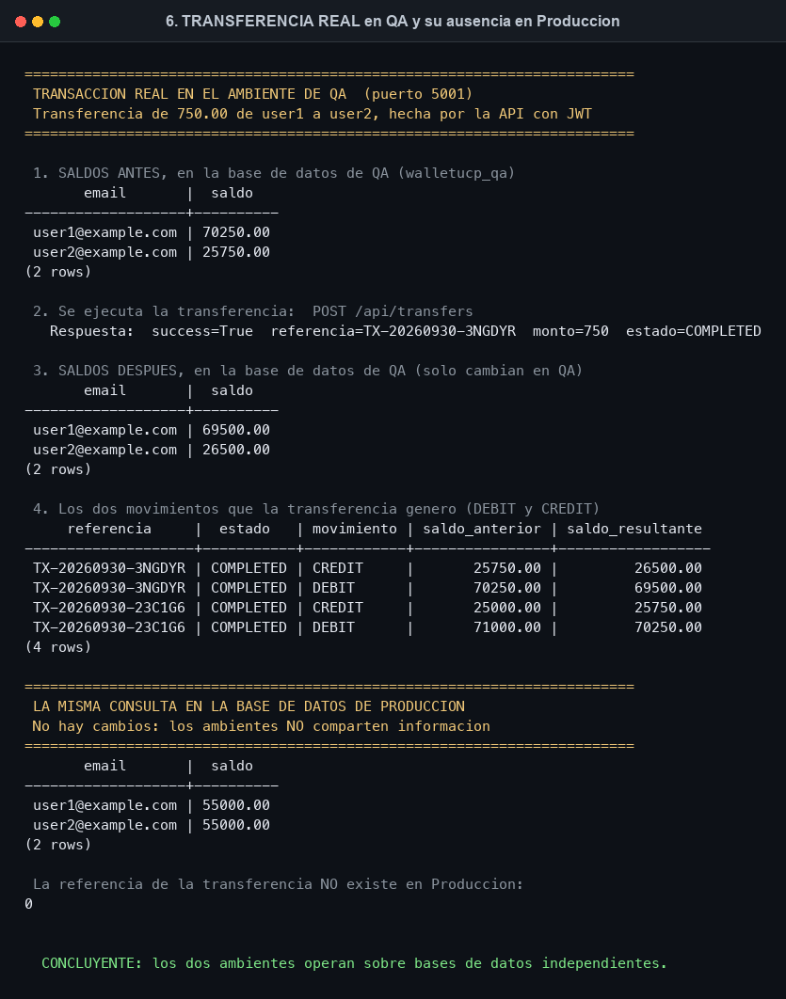 6. TRANSFERENCIA REAL en QA y su ausencia en Produccion
========================================================================
TRANSACCION REAL EN EL AMBIENTE DE QA  (puerto 5001)
Transferencia de 750.00 de user1 a user2, hecha por la API con JWT
========================================================================
1. SALDOS ANTES, en la base de datos de QA (walletucp_qa)
       email       |  saldo
-------------------+----------
 user1@example.com | 70250.00
 user2@example.com | 25750.00
(2 rows)
2. Se ejecuta la transferencia:  POST /api/transfers
   Respuesta:  success=True  referencia=TX-20260930-3NGDYR  monto=750  estado=COMPLETED
3. SALDOS DESPUES, en la base de datos de QA (solo cambian en QA)
       email       |  saldo
-------------------+----------
 user1@example.com | 69500.00
 user2@example.com | 26500.00
(2 rows)
4. Los dos movimientos que la transferencia genero (DEBIT y CREDIT)
     referencia     |  estado   | movimiento | saldo_anterior | saldo_resultante
--------------------+-----------+------------+----------------+------------------
 TX-20260930-3NGDYR | COMPLETED | CREDIT     |       25750.00 |         26500.00
 TX-20260930-3NGDYR | COMPLETED | DEBIT      |       70250.00 |         69500.00
 TX-20260930-23C1G6 | COMPLETED | CREDIT     |       25000.00 |         25750.00
 TX-20260930-23C1G6 | COMPLETED | DEBIT      |       71000.00 |         70250.00
(4 rows)
========================================================================
LA MISMA CONSULTA EN LA BASE DE DATOS DE PRODUCCION
No hay cambios: los ambientes NO comparten informacion
========================================================================
       email       |  saldo
-------------------+----------
 user1@example.com | 55000.00
 user2@example.com | 55000.00
(2 rows)
La referencia de la transferencia NO existe en Produccion:
0
CONCLUYENTE: los dos ambientes operan sobre bases de datos independientes.